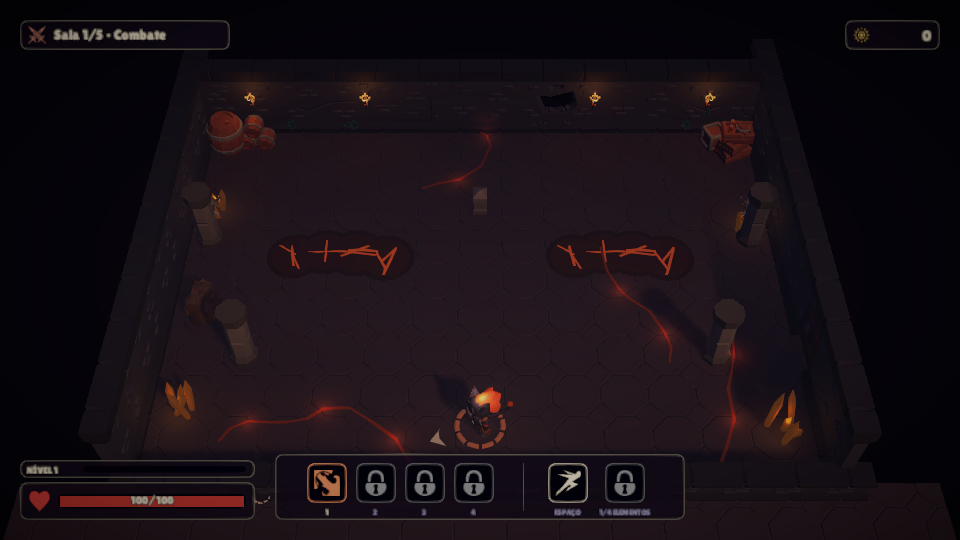 Sala 1/5 - Combate
0
NÍVEL 1
100/100
1
2
3
4
ESPAÇO
1/4 ELEMENTOS